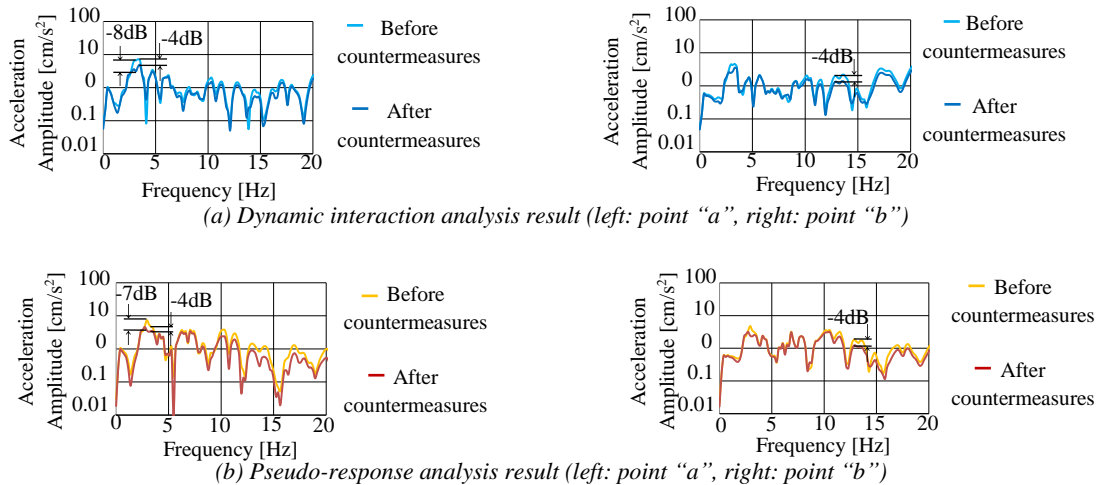 100
10
0
0.1
0.01
Acceleration
Amplitude [cm/s²]
-8dB
-4dB
0 5 10 15 20
Frequency [Hz]
Before
countermeasures
After
countermeasures
100
10
0
0.1
0.01
Acceleration
Amplitude [cm/s²]
-4dB
0 5 10 15 20
Frequency [Hz]
Before
countermeasures
After
countermeasures
(a) Dynamic interaction analysis result (left: point “a”, right: point “b”)
100
10
0
0.1
0.01
Acceleration
Amplitude [cm/s²]
-7dB
-4dB
0 5 10 15 20
Frequency [Hz]
Before
countermeasures
After
countermeasures
100
10
0
0.1
0.01
Acceleration
Amplitude [cm/s²]
-4dB
0 5 10 15 20
Frequency [Hz]
Before
countermeasures
After
countermeasures
(b) Pseudo-response analysis result (left: point “a”, right: point “b”)